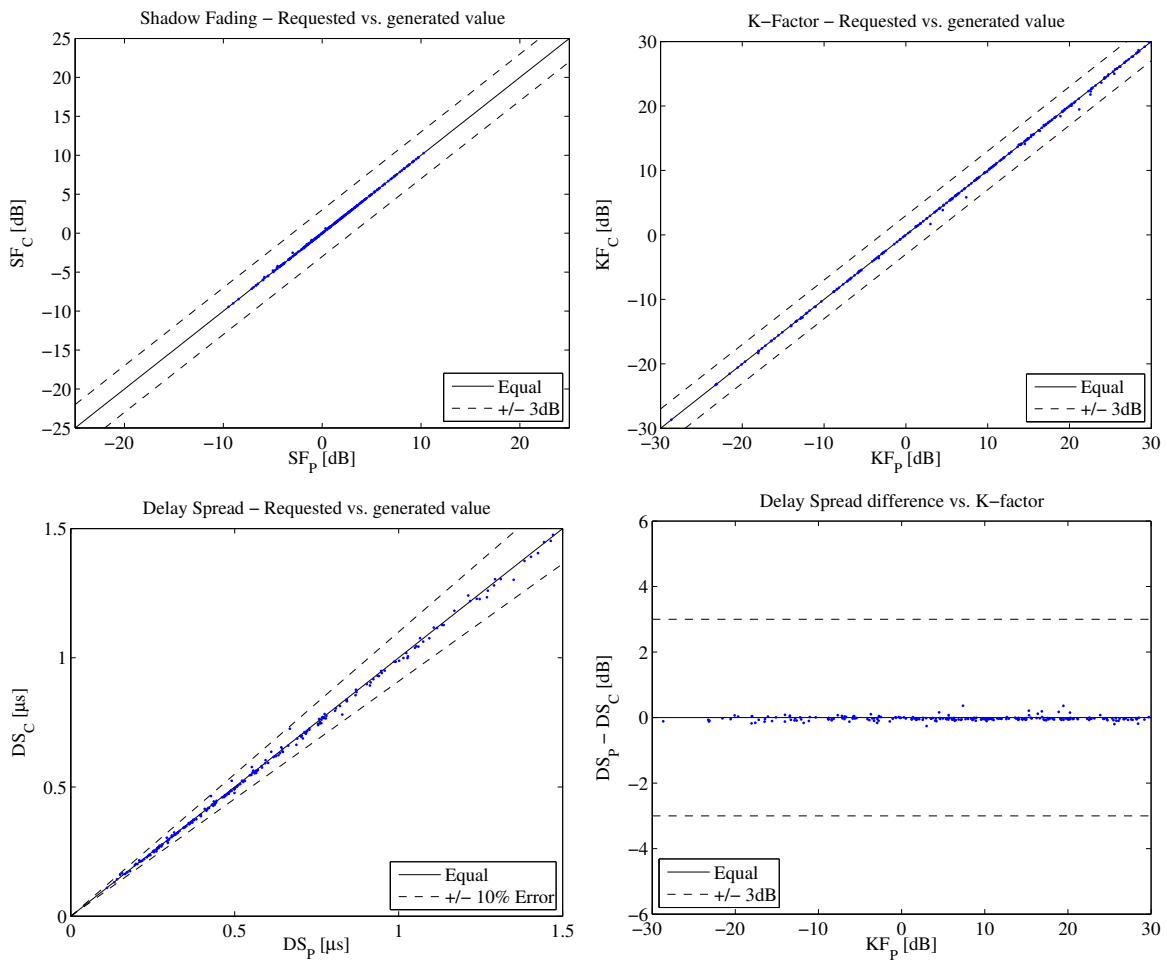 Shadow Fading − Requested vs. generated value
25
20
15
10
5
0
−5
−10
−15
−20
−25
−20
−10
0
10
20
SF_C [dB]
SF_P [dB]
Equal
+/− 3dB
K−Factor − Requested vs. generated value
30
20
10
0
−10
−20
−30
−30
−20
−10
0
10
20
30
KF_C [dB]
KF_P [dB]
Equal
+/− 3dB
Delay Spread − Requested vs. generated value
1.5
1
0.5
0
0
0.5
1
1.5
DS_C [µs]
DS_P [µs]
Equal
+/− 10% Error
Delay Spread difference vs. K−factor
6
4
2
0
−2
−4
−6
−30
−20
−10
0
10
20
30
DS_P − DS_C [dB]
KF_P [dB]
Equal
+/− 3dB